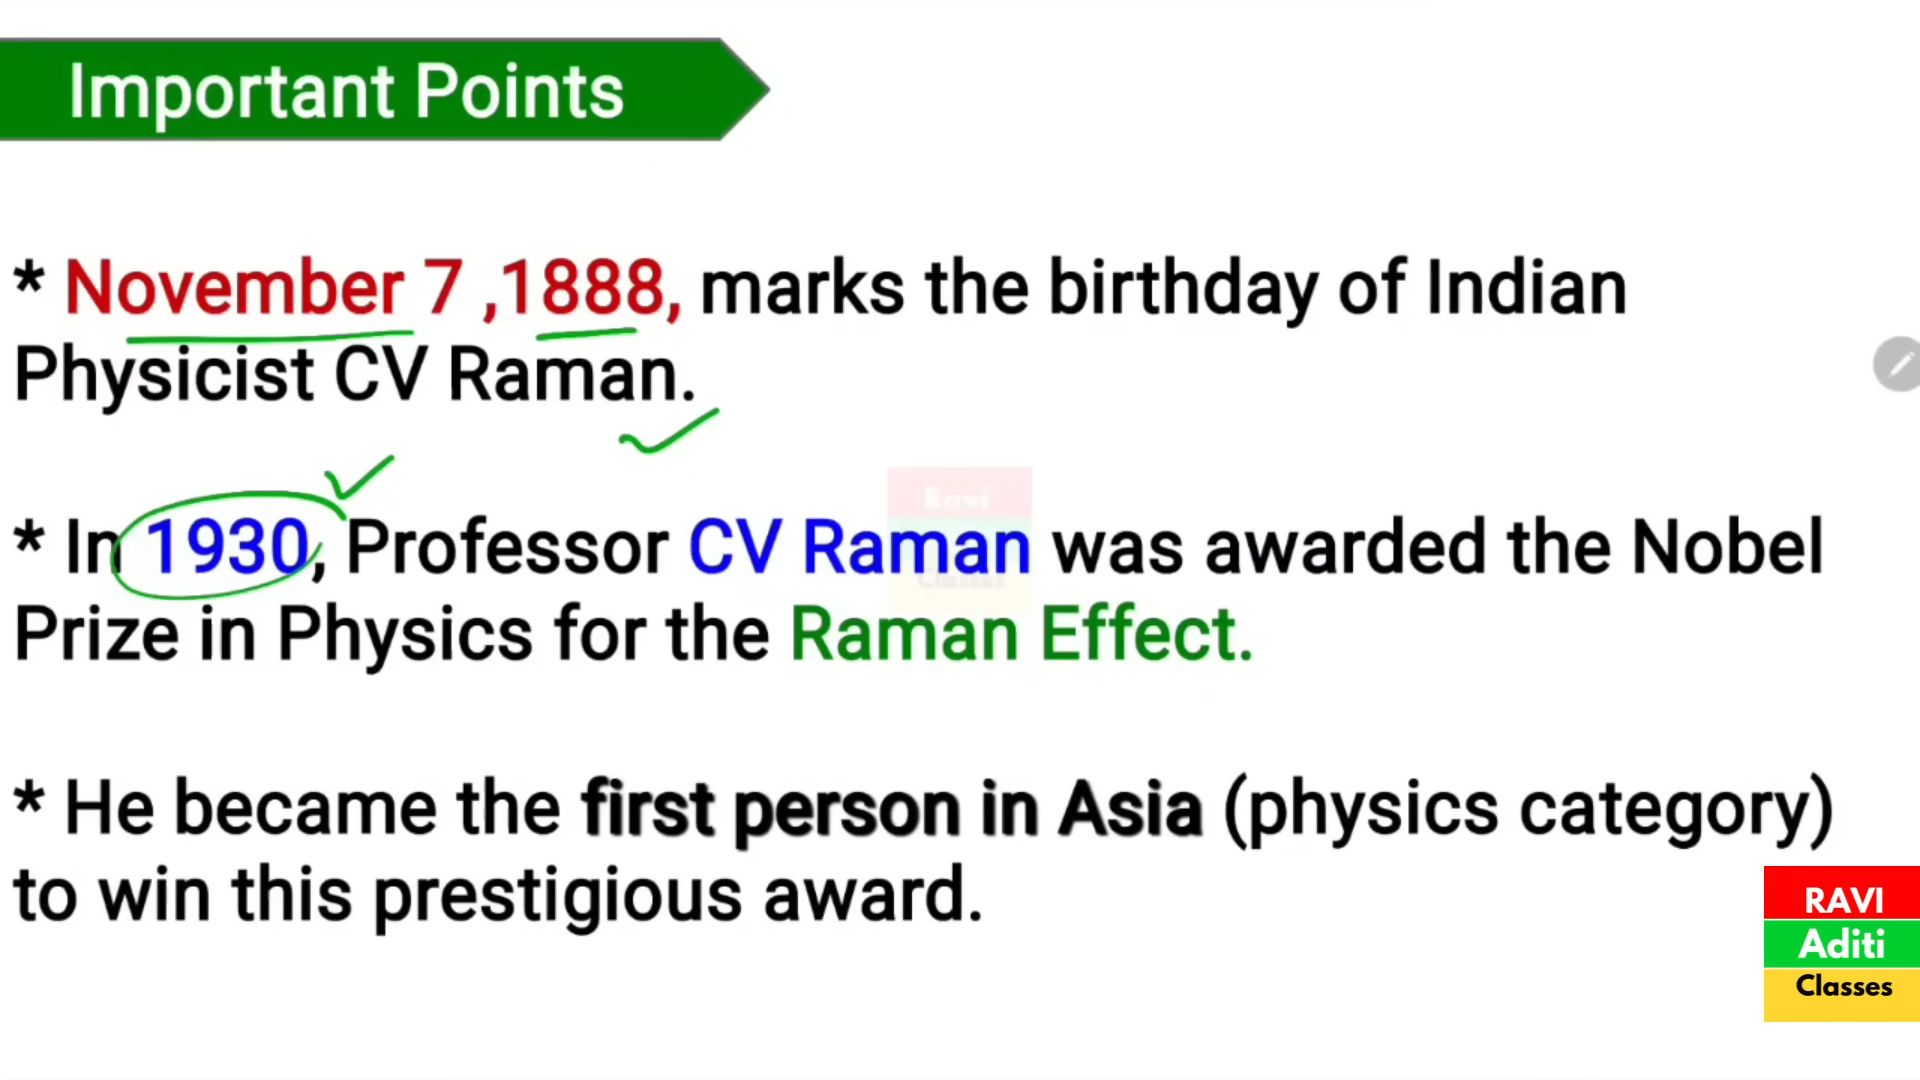 Important Points
* November 7 ,1888, marks the birthday of Indian
Physicist CV Raman.
* In 1930, Professor CV Raman was awarded the Nobel
Prize in Physics for the Raman Effect.
* He became the first person in Asia (physics category)
to win this prestigious award.
Ravi
Classes
RAVI
Aditi
Classes